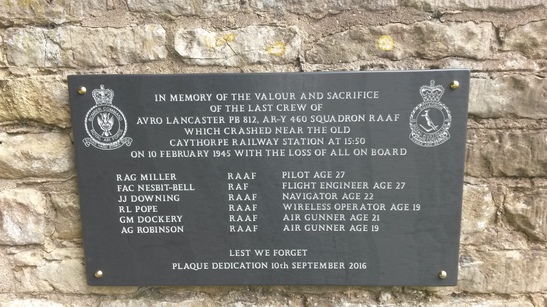 IN MEMORY OF THE VALOUR AND SACRIFICE
OF THE LAST CREW OF
AVRO LANCASTER PB 812, AR-Y 460 SQUADRON RAAF
WHICH CRASHED NEAR THE OLD
CAYTHORPE RAILWAY STATION AT 15:50
ON 10 FEBRUARY 1945 WITH THE LOSS OF ALL ON BOARD
RAG MILLER RAAF PILOT AGE 27
FAC NESBIT-BELL RAF FLIGHT ENGINEER AGE 27
JJ DOWNING RAAF NAVIGATOR AGE 22
RL POPE RAAF WIRELESS OPERATOR AGE 19
GM DOCKERY RAAF AIR GUNNER AGE 21
AG ROBINSON RAAF AIR GUNNER AGE 19
LEST WE FORGET
PLAQUE DEDICATION 10TH SEPTEMBER 2016